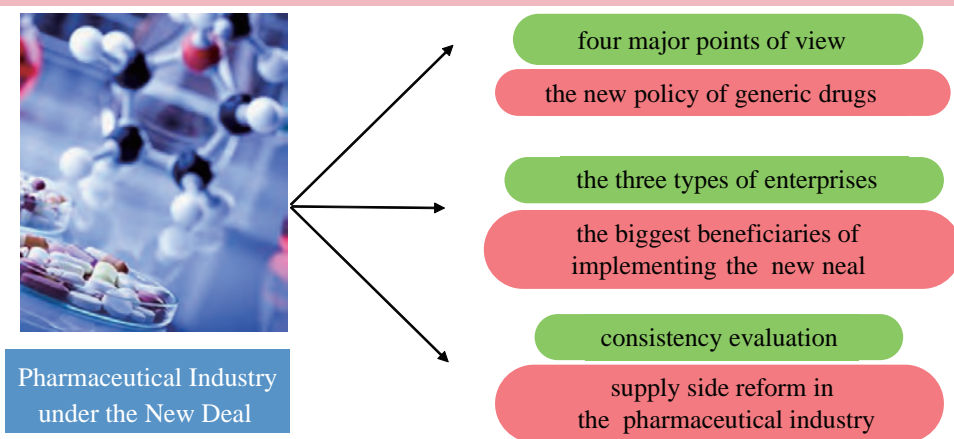 four major points of view
the new policy of generic drugs
the three types of enterprises
the biggest beneficiaries of
implementing the new neal
consistency evaluation
supply side reform in
the pharmaceutical industry
Pharmaceutical Industry
under the New Deal